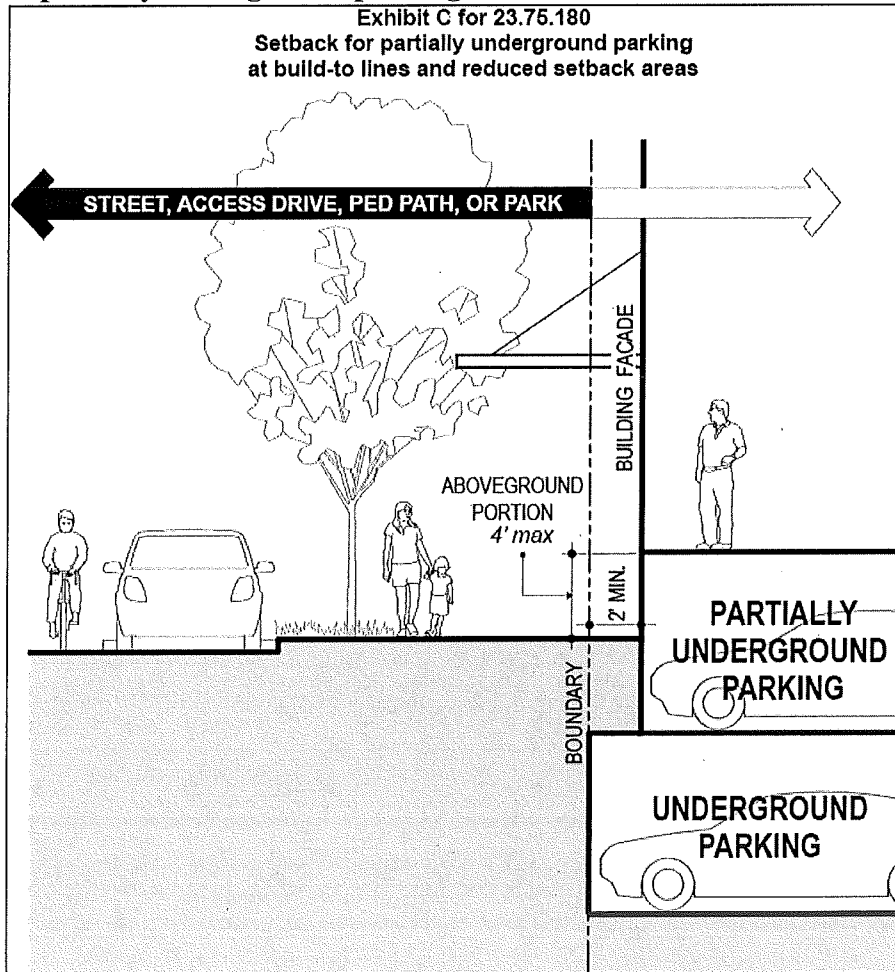 Exhibit C for 23.75.180
Setback for partially underground parking
at build-to lines and reduced setback areas
STREET, ACCESS DRIVE, PED PATH, OR PARK
BUILDING FACADE
ABOVEGROUND
PORTION
4' max
2' MIN.
PARTIALLY
UNDERGROUND
PARKING
BOUNDARY
UNDERGROUND
PARKING